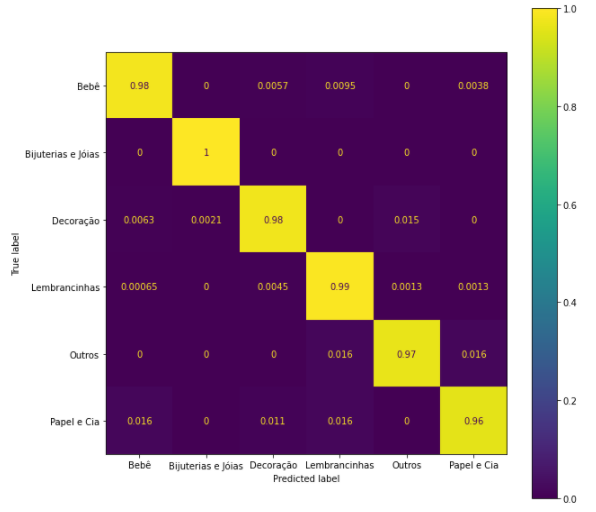 1.0
Bebê 0.98 0 0.0057 0.0095 0 0.0038
0.8
Bijuterias e Jóias 0 1 0 0 0 0
Decoração 0.0063 0.0021 0.98 0 0.015 0
0.6
True label
Lembrancinhas 0.00065 0 0.0045 0.99 0.0013 0.0013
0.4
Outros 0 0 0 0.016 0.97 0.016
0.2
Papel e Cia 0.016 0 0.011 0.016 0 0.96
Bebê Bijuterias e Jóias Decoração Lembrancinhas Outros Papel e Cia
Predicted label
0.0